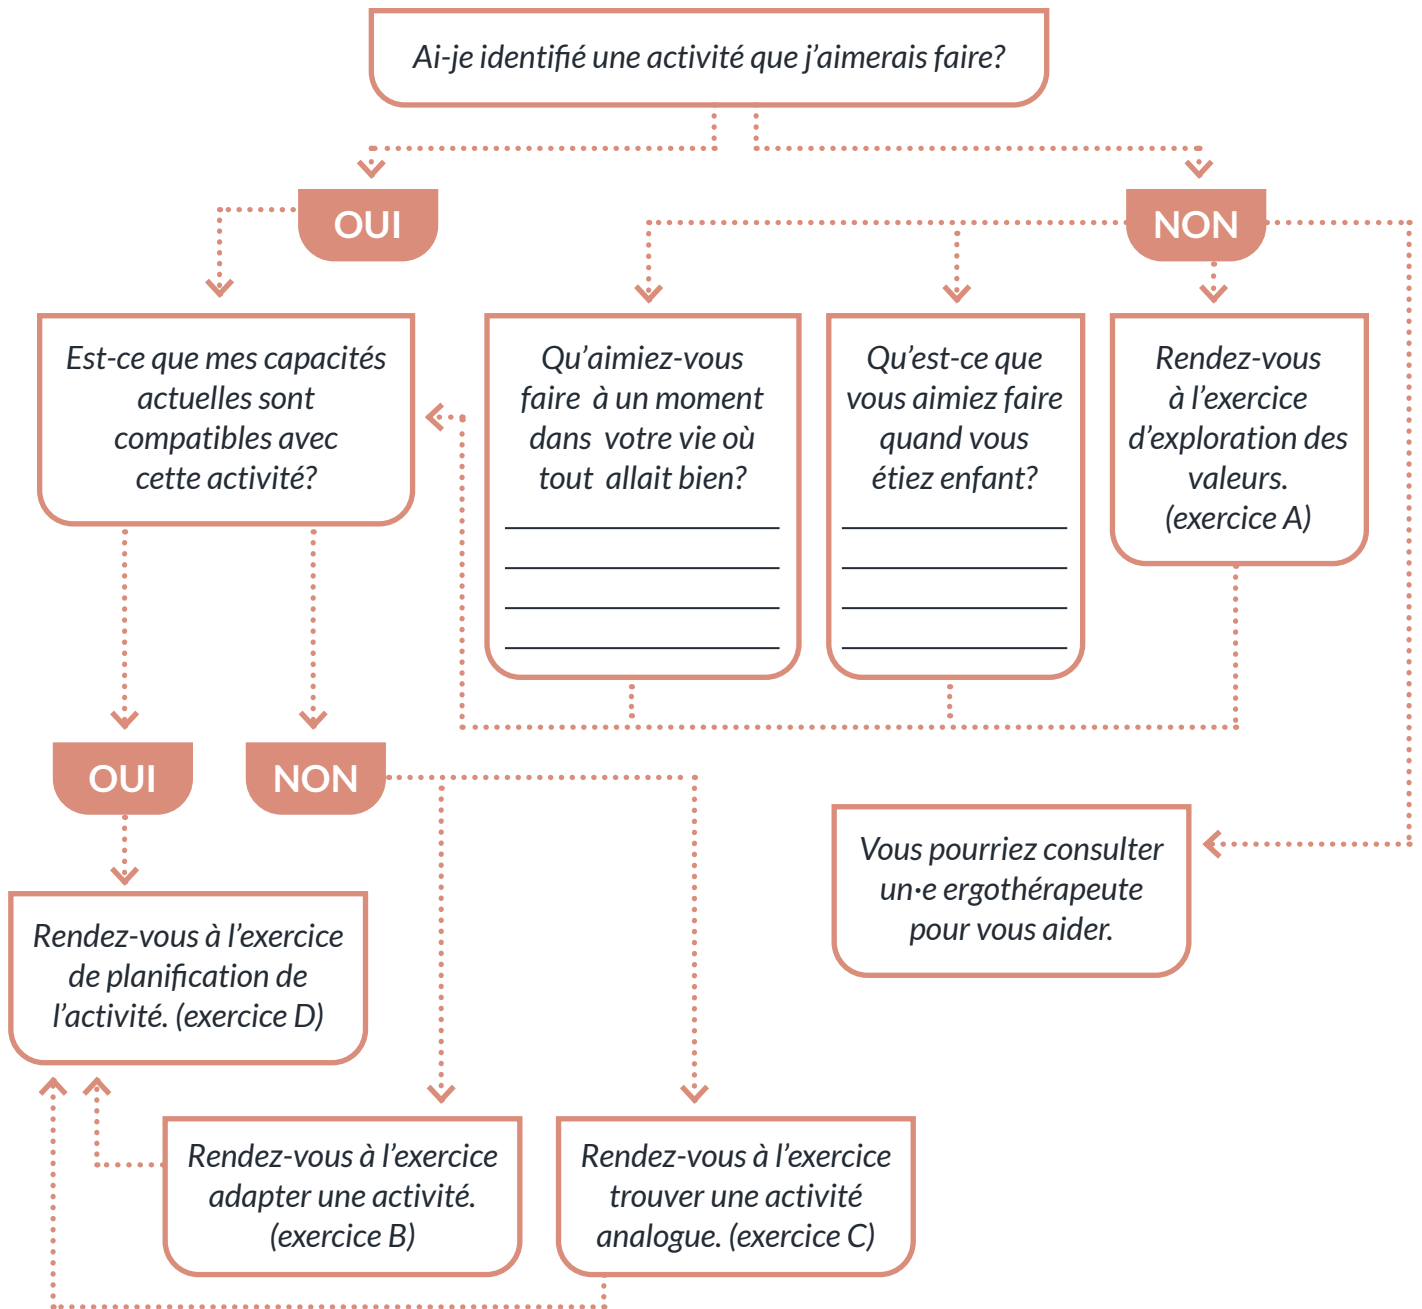 Ai-je identifié une activité que j’aimerais faire?
OUI
NON
Est-ce que mes capacités
actuelles sont
compatibles avec
cette activité?
Qu’aimiez-vous
faire à un moment
dans votre vie où
tout allait bien?
Qu’est-ce que
vous aimiez faire
quand vous
étiez enfant?
Rendez-vous
à l’exercice
d’exploration des
valeurs.
(exercice A)
OUI
NON
Vous pourriez consulter
un·e ergothérapeute
pour vous aider.
Rendez-vous à l’exercice
de planification de
l’activité. (exercice D)
Rendez-vous à l’exercice
adapter une activité.
(exercice B)
Rendez-vous à l’exercice
trouver une activité
analogue. (exercice C)